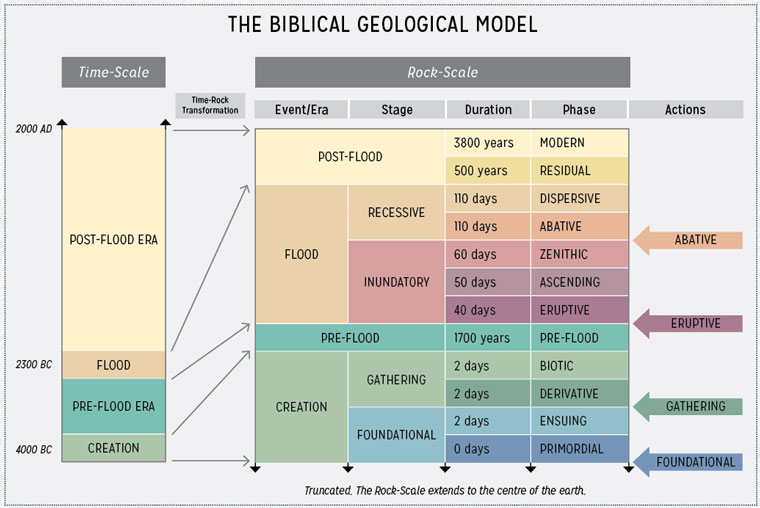 THE BIBLICAL GEOLOGICAL MODEL
Time-Scale
Rock-Scale
Time-Rock
Transformation
Event/Era
Stage
Duration
Phase
Actions
2000 AD
POST-FLOOD ERA
2300 BC
FLOOD
PRE-FLOOD ERA
4000 BC
CREATION
POST-FLOOD
3800 years
MODERN
500 years
RESIDUAL
FLOOD
RECESSIVE
110 days
DISPERSIVE
110 days
ABATIVE
INUNDATORY
60 days
ZENITHIC
50 days
ASCENDING
40 days
ERUPTIVE
PRE-FLOOD
1700 years
PRE-FLOOD
CREATION
GATHERING
2 days
BIOTIC
2 days
DERIVATIVE
FOUNDATIONAL
2 days
ENSUING
0 days
PRIMORDIAL
ABATIVE
ERUPTIVE
GATHERING
FOUNDATIONAL
Truncated. The Rock-Scale extends to the centre of the earth.